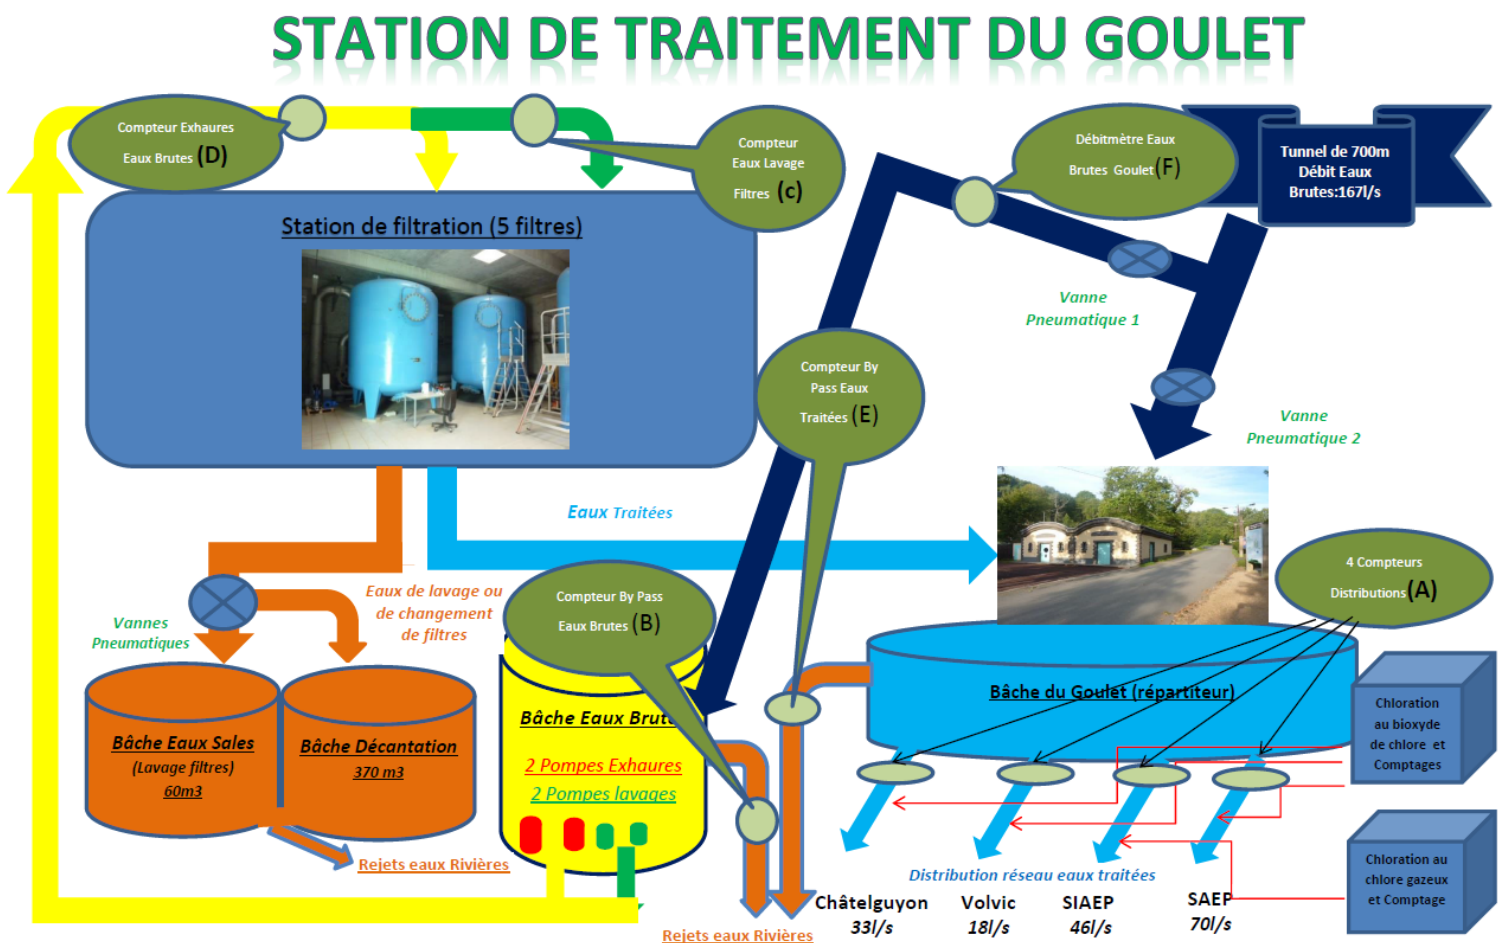 STATION DE TRAITEMENT DU GOULET
Compteur Exhaures
Eaux Brutes (D)
Compteur
Eaux Lavage
Filtres (c)
Débitmètre Eaux
Brutes Goulet (F)
Tunnel de 700m
Débit Eaux
Brutes:167l/s
Station de filtration (5 filtres)
Vanne
Pneumatique 1
Compteur By
Pass Eaux
Traitées (E)
Vanne
Pneumatique 2
Eaux Traitées
4 Compteurs
Distributions (A)
Eaux de lavage ou
de changement
de filtres
Compteur By Pass
Eaux Brutes (B)
Vannes
Pneumatiques
Bâche du Goulet (répartiteur)
Bâche Eaux Sales
(Lavage filtres)
60m3
Bâche Décantation
370 m3
Bâche Eaux Brute
2 Pompes Exhaures
2 Pompes lavages
Chloration
au bioxyde
de chlore et
Comptages
Rejets eaux Rivières
Chloration au
chlore gazeux
et Comptage
Distribution réseau eaux traitées
Châtelguyon
33l/s
Volvic
18l/s
SIAEP
46l/s
SAEP
70l/s
Rejets eaux Rivières